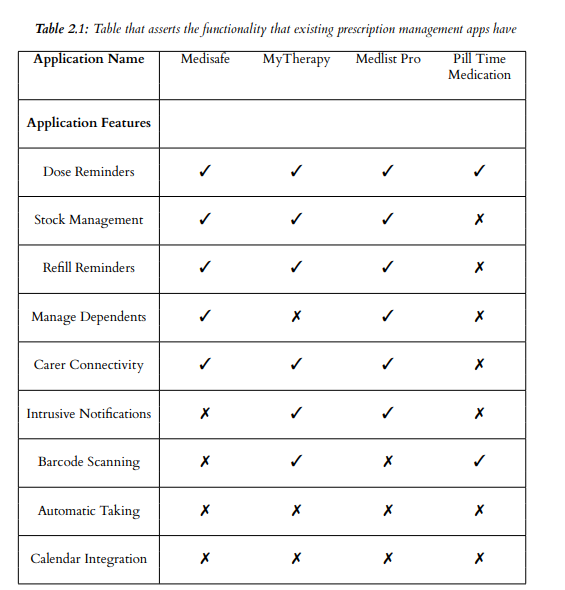 Table 2.1: Table that asserts the functionality that existing prescription management apps have
Application Name Medisafe MyTherapy Medlist Pro Pill Time
Medication
Application Features
Dose Reminders ✓ ✓ ✓ ✓
Stock Management ✓ ✓ ✓ ✗
Refill Reminders ✓ ✓ ✓ ✗
Manage Dependents ✓ ✗ ✓ ✗
Carer Connectivity ✓ ✓ ✓ ✗
Intrusive Notifications ✗ ✓ ✓ ✗
Barcode Scanning ✗ ✓ ✗ ✓
Automatic Taking ✗ ✗ ✗ ✗
Calendar Integration ✗ ✗ ✗ ✗